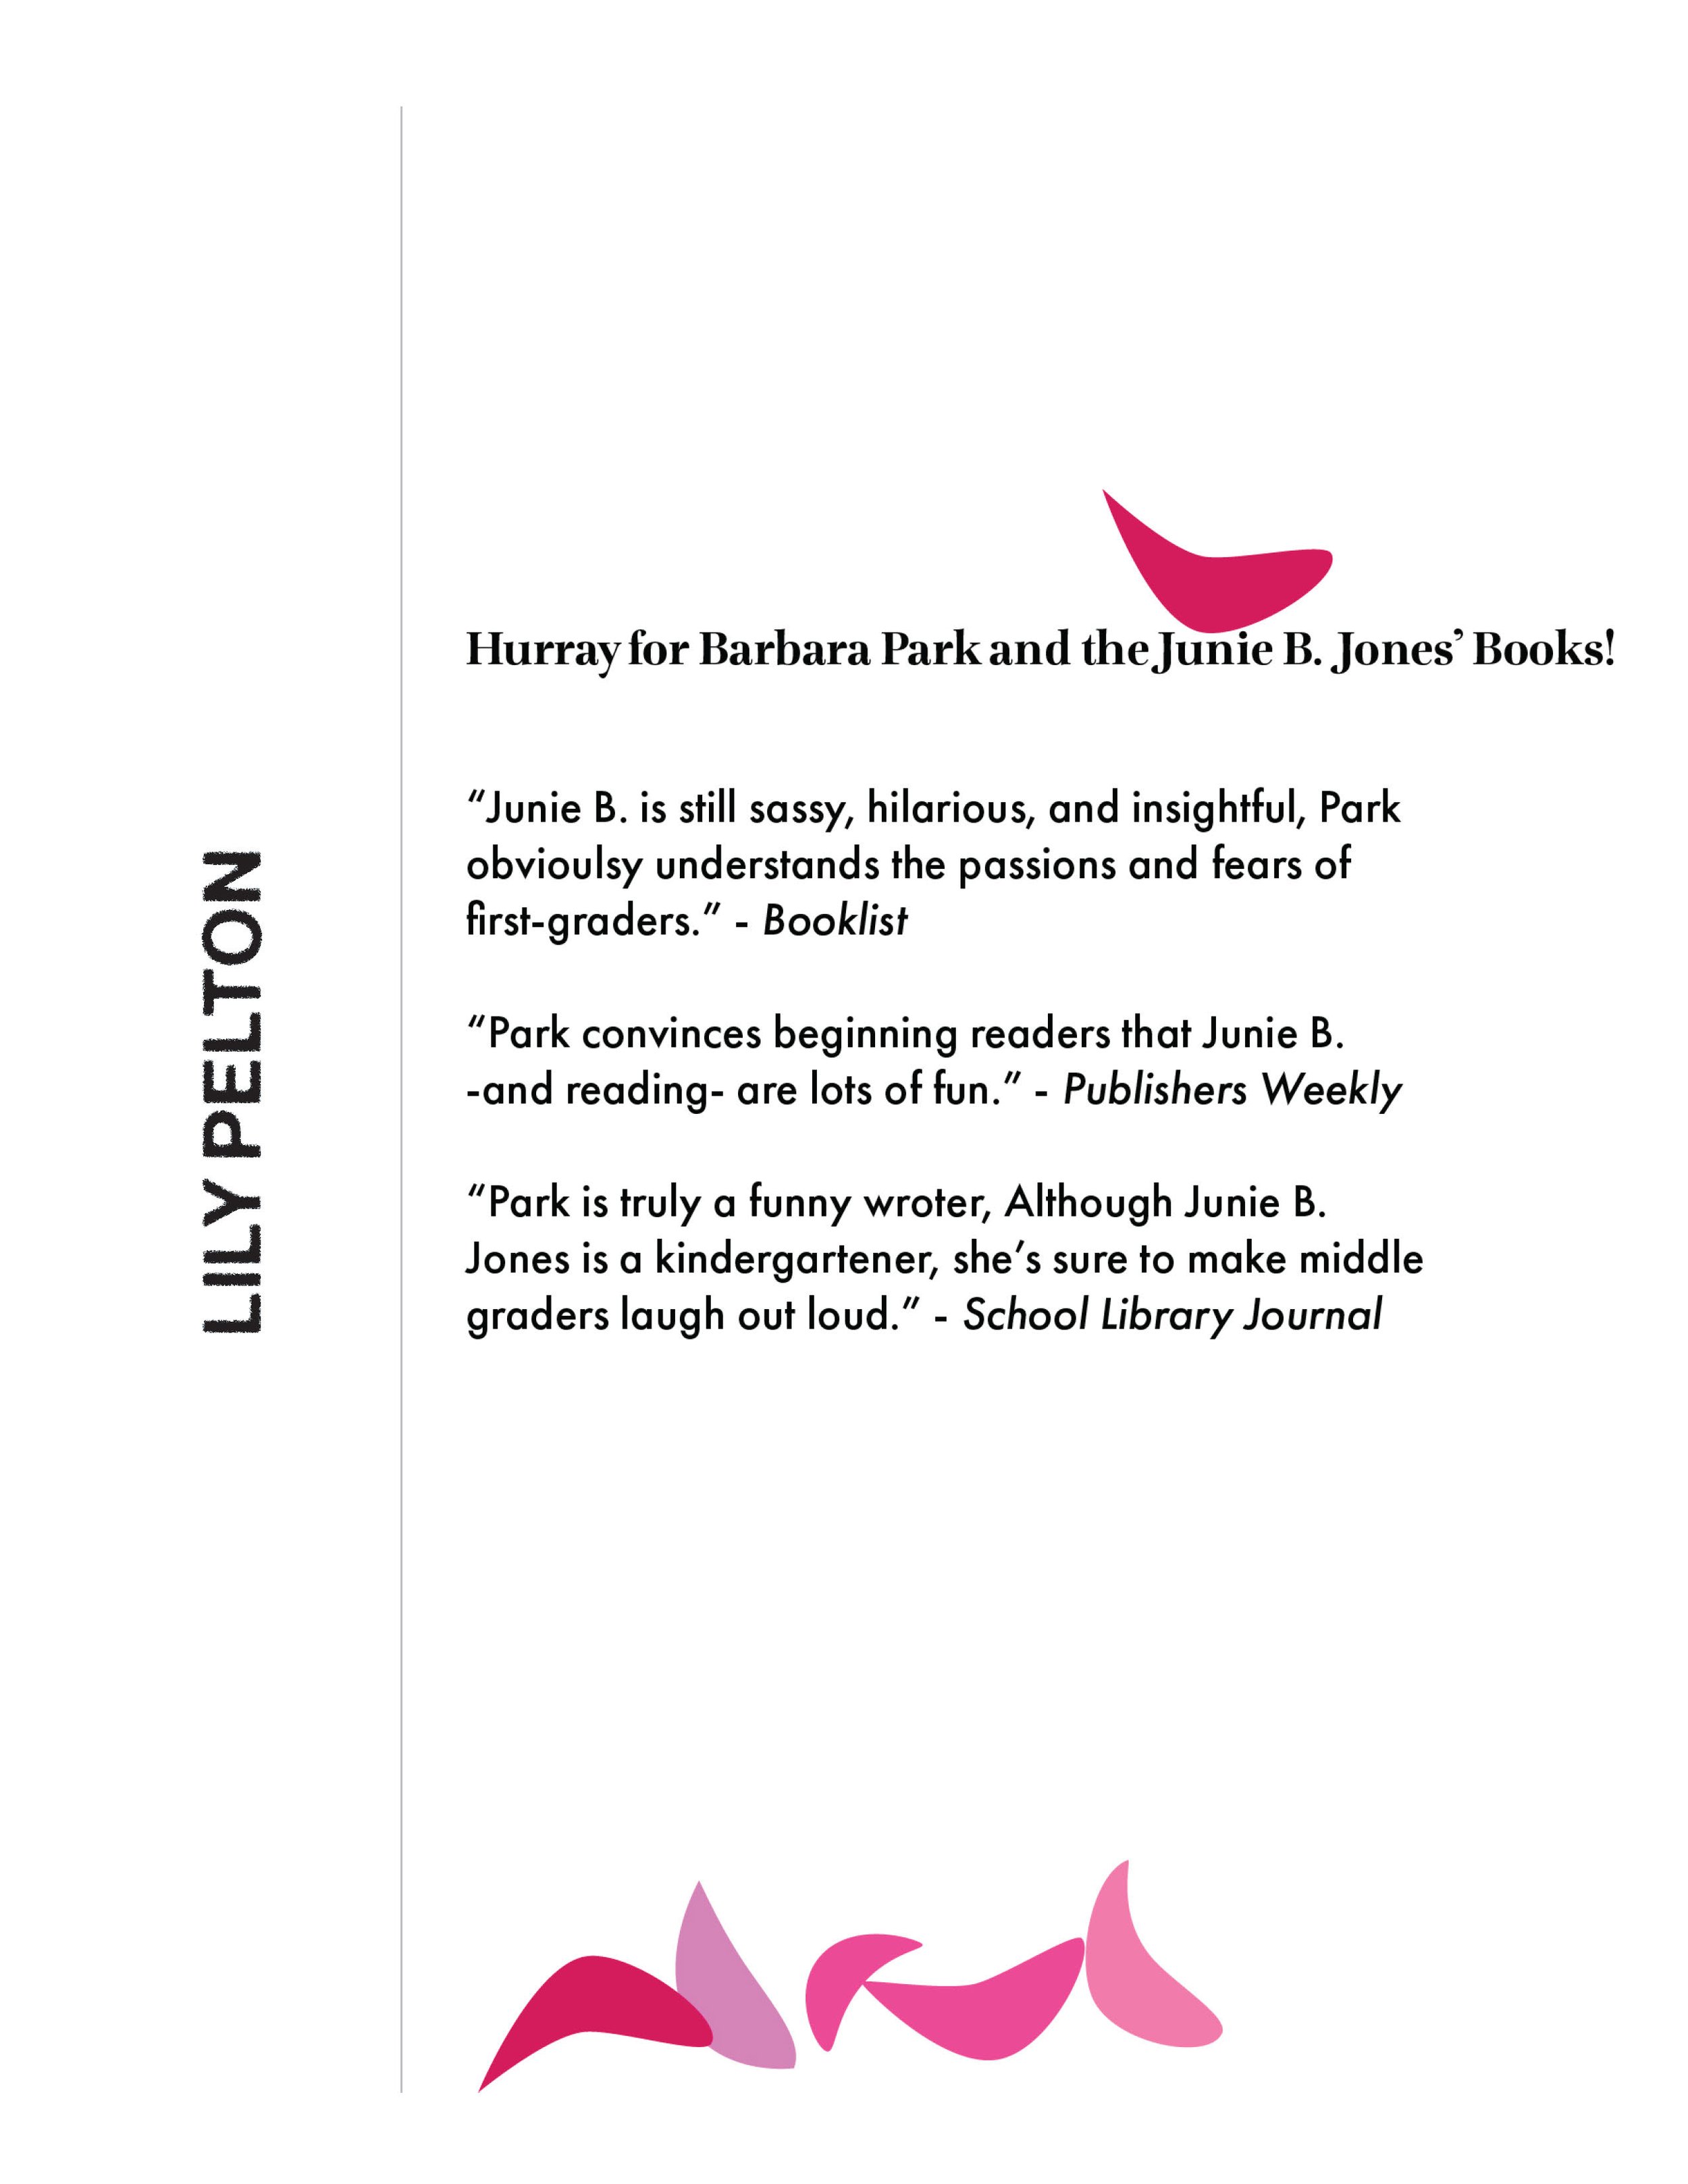 LILY PELTON
Hurray for Barbara Park and the Junie B. Jones’ Books!
“Junie B. is still sassy, hilarious, and insightful, Park
obvioulsy understands the passions and fears of
first-graders.” - Booklist
“Park convinces beginning readers that Junie B.
-and reading- are lots of fun.” - Publishers Weekly
“Park is truly a funny wroter, Although Junie B.
Jones is a kindergartener, she’s sure to make middle
graders laugh out loud.” - School Library Journal